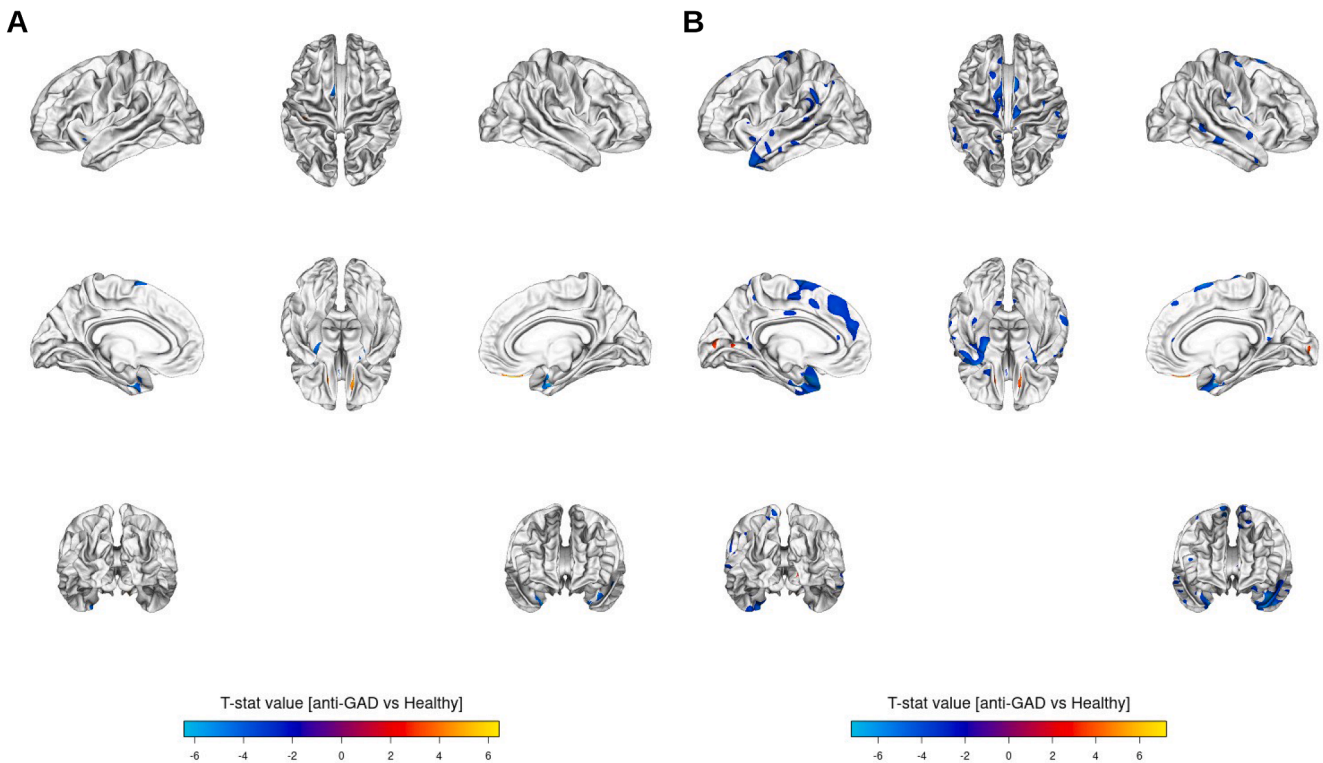 A
B
T-stat value [anti-GAD vs Healthy]
-6 -4 -2 0 2 4 6
T-stat value [anti-GAD vs Healthy]
-6 -4 -2 0 2 4 6